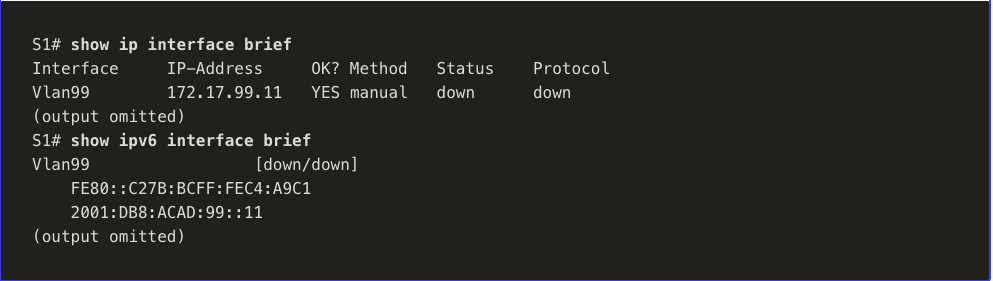 S1# show ip interface brief
Interface     IP-Address     OK? Method   Status    Protocol
Vlan99        172.17.99.11   YES manual   down      down
(output omitted)
S1# show ipv6 interface brief
Vlan99                 [down/down]
    FE80::C27B:BCFF:FEC4:A9C1
    2001:DB8:ACAD:99::11
(output omitted)